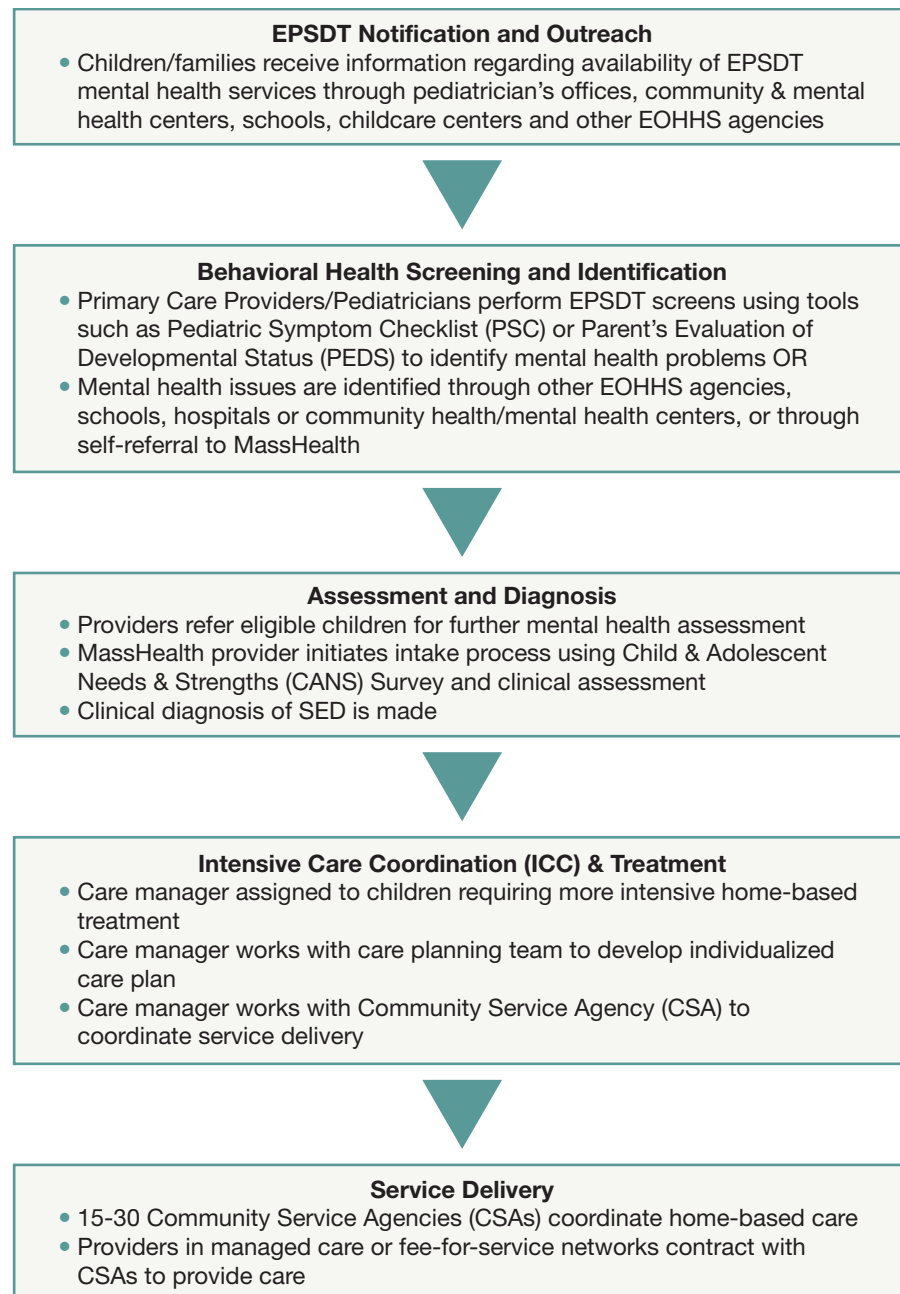 EPSDT Notification and Outreach
• Children/families receive information regarding availability of EPSDT
mental health services through pediatrician's offices, community & mental
health centers, schools, childcare centers and other EOHHS agencies
Behavioral Health Screening and Identification
• Primary Care Providers/Pediatricians perform EPSDT screens using tools
such as Pediatric Symptom Checklist (PSC) or Parent's Evaluation of
Developmental Status (PEDS) to identify mental health problems OR
• Mental health issues are identified through other EOHHS agencies,
schools, hospitals or community health/mental health centers, or through
self-referral to MassHealth
Assessment and Diagnosis
• Providers refer eligible children for further mental health assessment
• MassHealth provider initiates intake process using Child & Adolescent
Needs & Strengths (CANS) Survey and clinical assessment
• Clinical diagnosis of SED is made
Intensive Care Coordination (ICC) & Treatment
• Care manager assigned to children requiring more intensive home-based
treatment
• Care manager works with care planning team to develop individualized
care plan
• Care manager works with Community Service Agency (CSA) to
coordinate service delivery
Service Delivery
• 15-30 Community Service Agencies (CSAs) coordinate home-based care
• Providers in managed care or fee-for-service networks contract with
CSAs to provide care